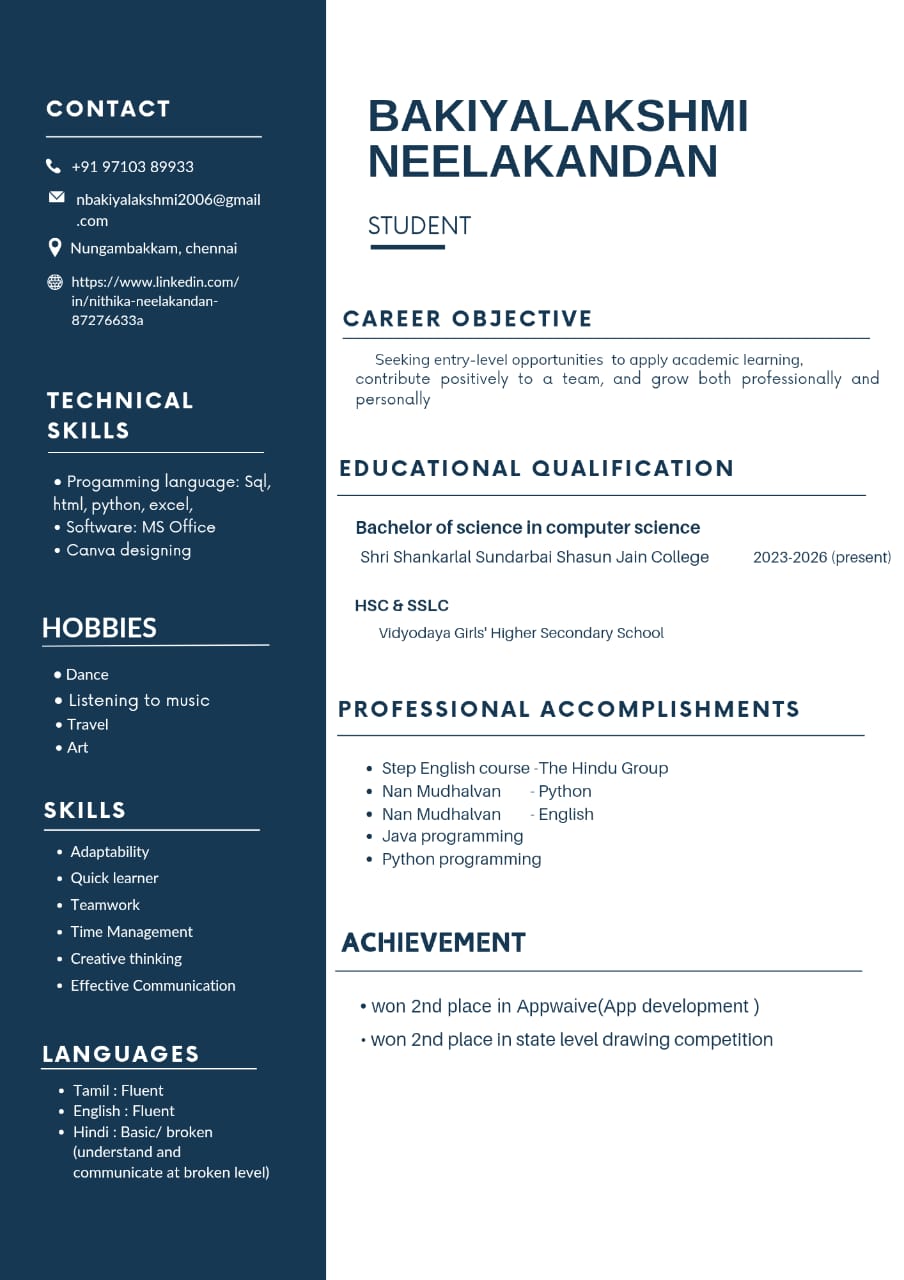 CONTACT
+91 97103 89933
nbakiyalakshmi2006@gmail
.com
Nungambakkam, chennai
https://www.linkedin.com/
in/nithika-neelakandan-
87276633a
TECHNICAL
SKILLS
• Progamming language: Sql,
html, python, excel,
• Software: MS Office
• Canva designing
HOBBIES
• Dance
• Listening to music
• Travel
• Art
SKILLS
• Adaptability
• Quick learner
• Teamwork
• Time Management
• Creative thinking
• Effective Communication
LANGUAGES
• Tamil : Fluent
• English : Fluent
• Hindi : Basic/ broken
(understand and
communicate at broken level)
BAKIYALAKSHMI
NEELAKANDAN
STUDENT
CAREER OBJECTIVE
Seeking entry-level opportunities to apply academic learning,
contribute positively to a team, and grow both professionally and
personally
EDUCATIONAL QUALIFICATION
Bachelor of science in computer science
Shri Shankarlal Sundarbai Shasun Jain College 2023-2026 (present)
HSC & SSLC
Vidyodaya Girls' Higher Secondary School
PROFESSIONAL ACCOMPLISHMENTS
• Step English course -The Hindu Group
• Nan Mudhalvan - Python
• Nan Mudhalvan - English
• Java programming
• Python programming
ACHIEVEMENT
• won 2nd place in Appwaive(App development )
• won 2nd place in state level drawing competition